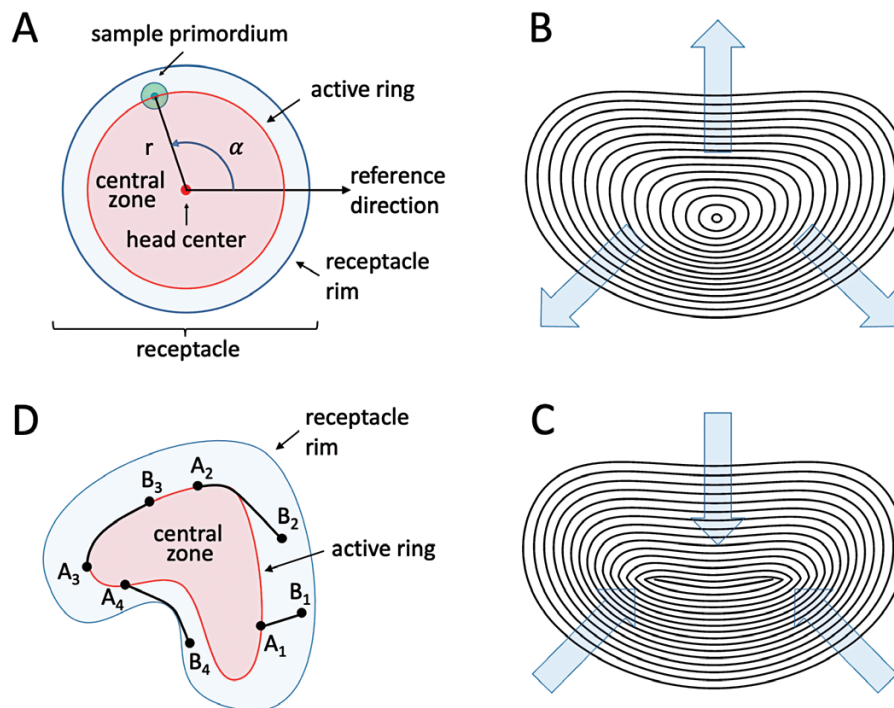 A
sample primordium
active ring
r
α
central
zone
reference
direction
head center
receptacle
rim
receptacle
B
D
receptacle
rim
A2
B3
B2
central
zone
active ring
A3
A4
B1
A1
B4
C